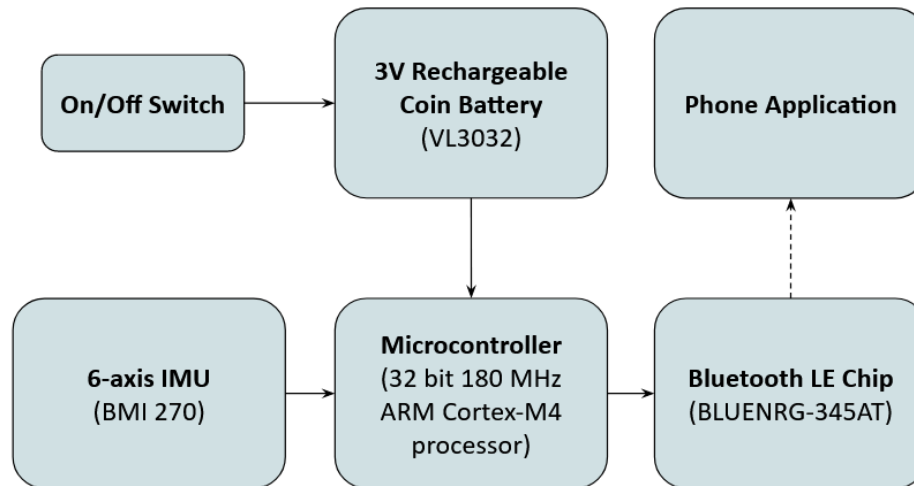 On/Off Switch
3V Rechargeable
Coin Battery
(VL3032)
Phone Application
6-axis IMU
(BMI 270)
Microcontroller
(32 bit 180 MHz
ARM Cortex-M4
processor)
Bluetooth LE Chip
(BLUENRG-345AT)